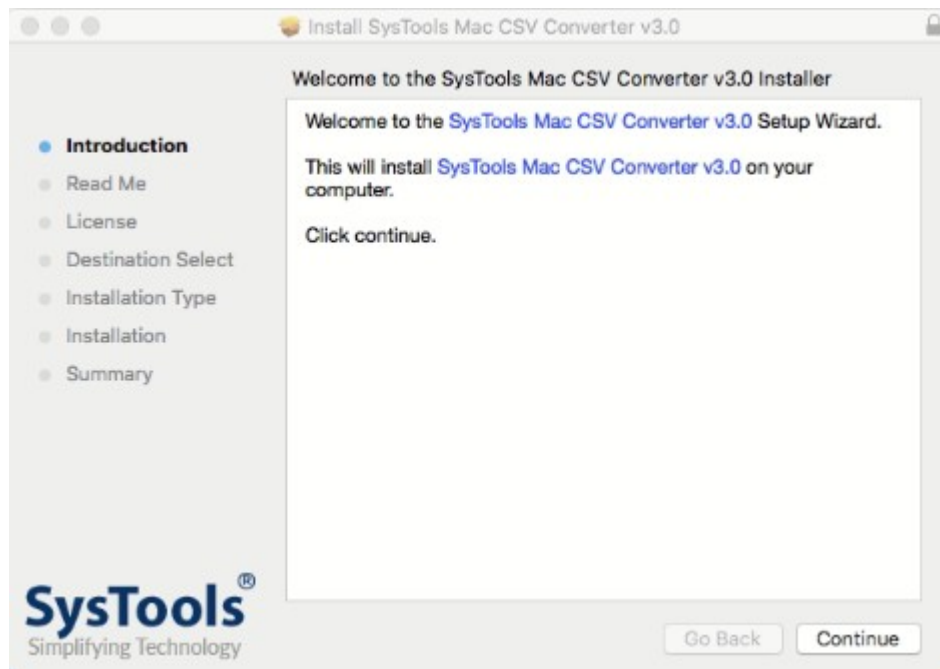 Install SysTools Mac CSV Converter v3.0
Welcome to the SysTools Mac CSV Converter v3.0 Installer
Introduction
Read Me
License
Destination Select
Installation Type
Installation
Summary
Welcome to the SysTools Mac CSV Converter v3.0 Setup Wizard.
This will install SysTools Mac CSV Converter v3.0 on your
computer.
Click continue.
SysTools®
Simplifying Technology
Go Back
Continue